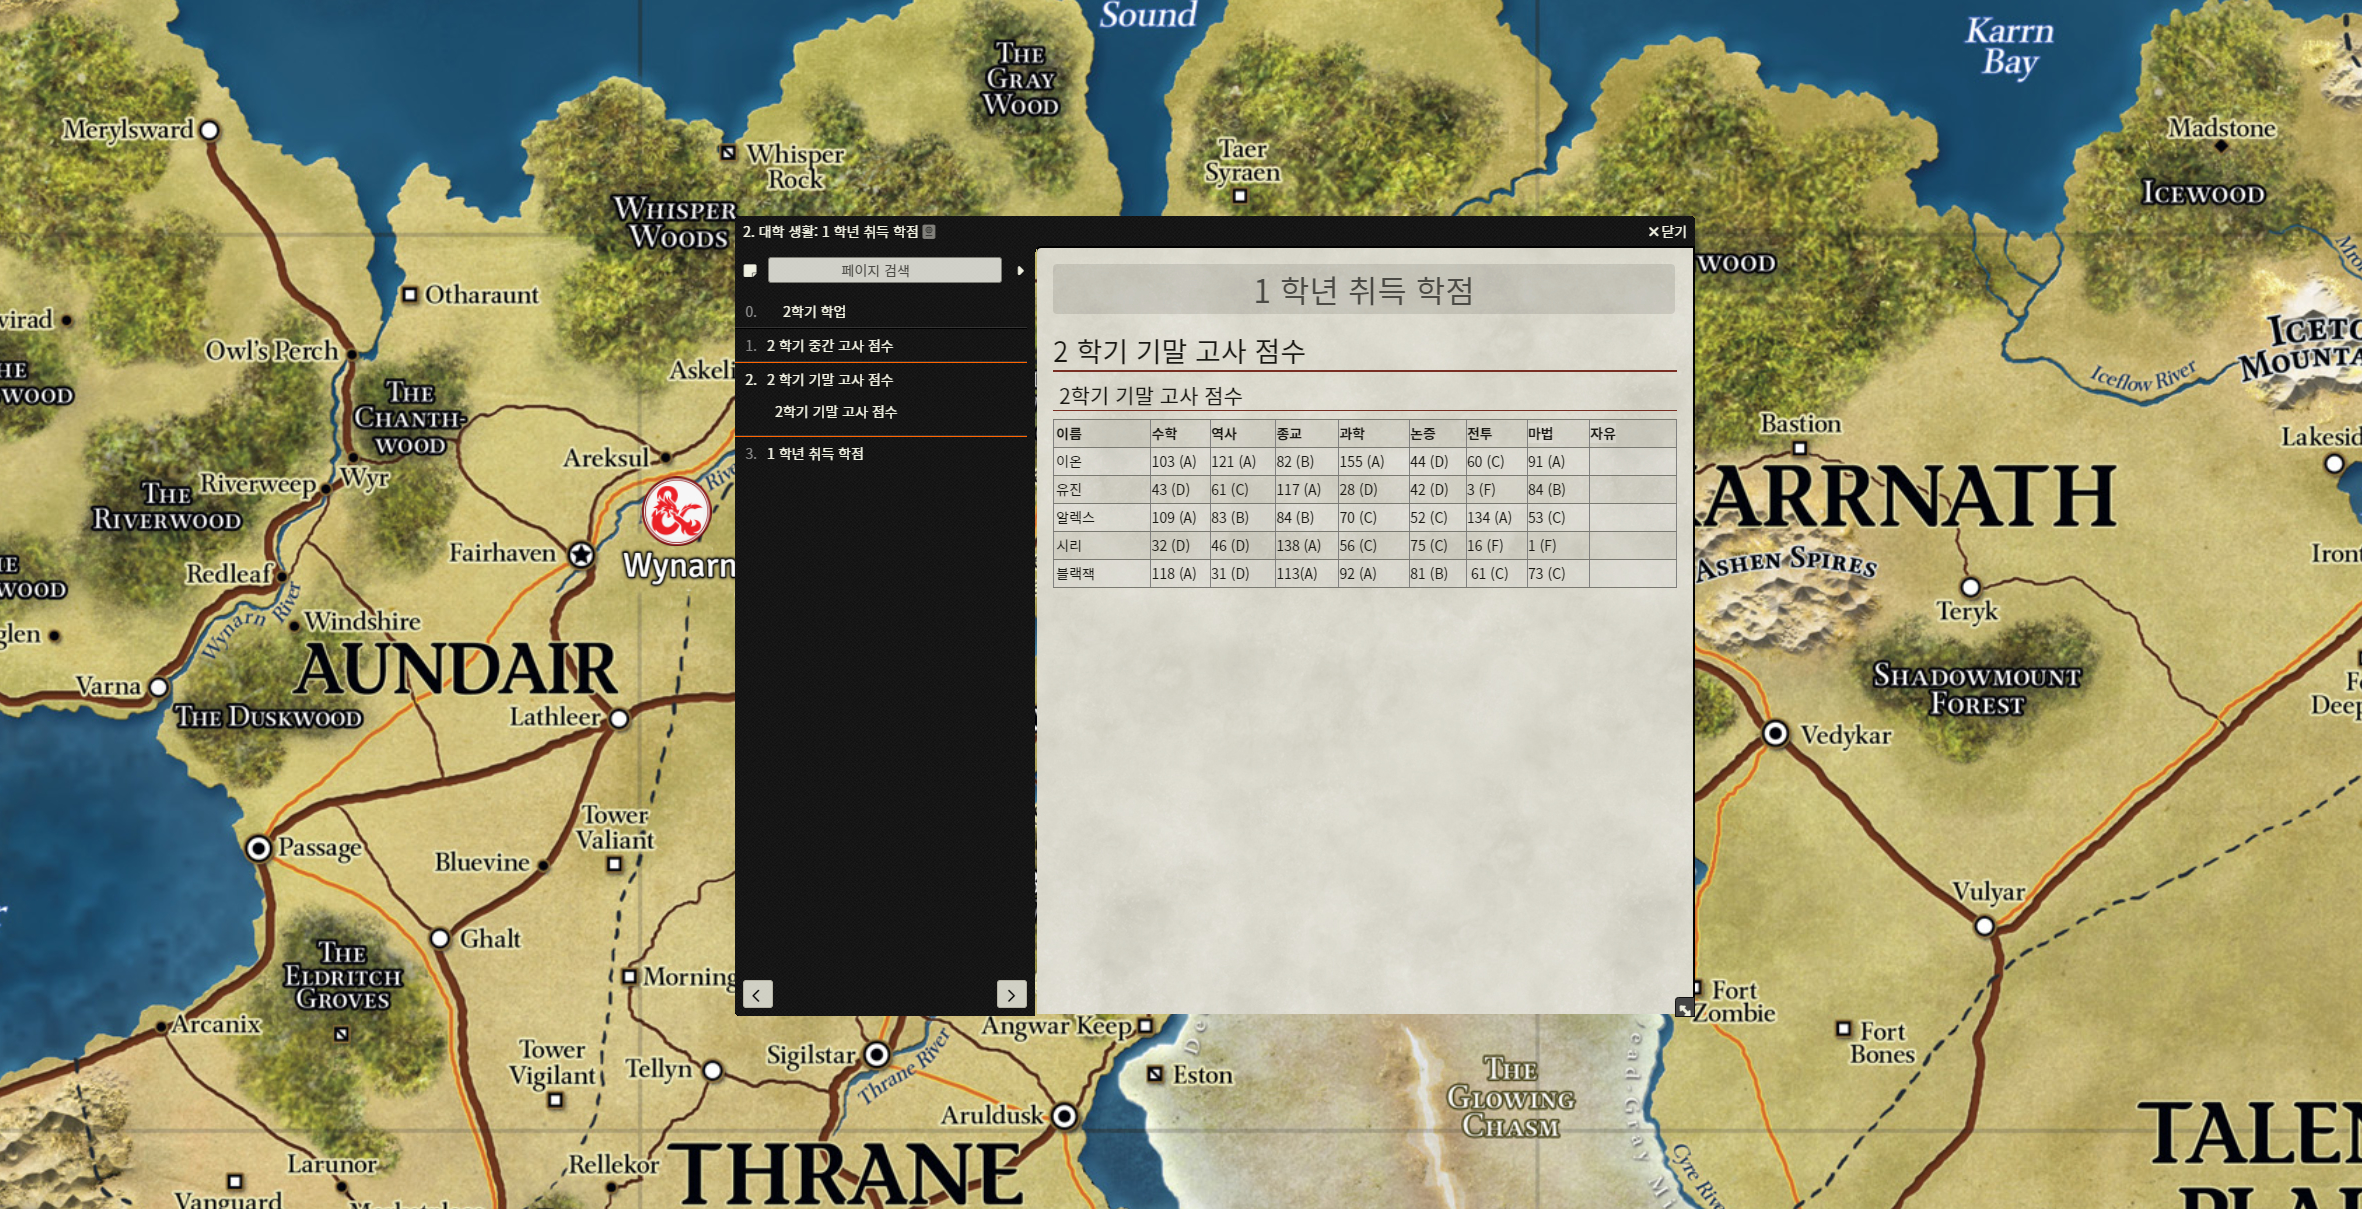 Sound
Karrn
Bay
THE
GRAY
WOOD
Merylsward
Whisper
Rock
Taer
Syraen
Madstone
ICEWOOD
WHISPER
WOODS
2. 대학 생활: 1 학년 취득 학점
✕닫기
WOOD
페이지 검색
1 학년 취득 학점
Otharaunt
0. 2학기 학업
1. 2 학기 중간 고사 점수
2. 2 학기 기말 고사 점수
2학기 기말 고사 점수
3. 1 학년 취득 학점
2 학기 기말 고사 점수
2학기 기말 고사 점수
이름 수학 역사 종교 과학 논증 전투 마법 자유
이온 103 (A) 121 (A) 82 (B) 155 (A) 44 (D) 60 (C) 91 (A)
유진 43 (D) 61 (C) 117 (A) 28 (D) 42 (D) 3 (F) 84 (B)
알렉스 109 (A) 83 (B) 84 (B) 70 (C) 52 (C) 134 (A) 53 (C)
시리 32 (D) 46 (D) 138 (A) 56 (C) 75 (C) 16 (F) 1 (F)
블랙잭 118 (A) 31 (D) 113(A) 92 (A) 81 (B) 61 (C) 73 (C)
Owl's Perch
THE
CHANTH-
WOOD
WOOD
Iceflow River
Bastion
Areksul
Wyr
Riverweep
THE
RIVERWOOD
Fairhaven
Wynarn
Redleaf
WOOD
Windshire
Wynarn River
AUNDAIR
Varna
THE DUSKWOOD
Lathleer
ASHEN SPIRES
Teryk
SHADOWMOUNT
FOREST
Vedykar
Tower
Valiant
Passage
Bluevine
Vulyar
Ghalt
THE
ELDRITCH
GROVES
Arcanix
Fort
Zombie
Fort
Bones
Angwar Keep
Tower
Vigilant
Tellyn
Sigilstar
Thrane River
Eston
THE
GLOWING
CHASM
Aruldusk
Larunor
Rellekor
THRANE
Vanguard